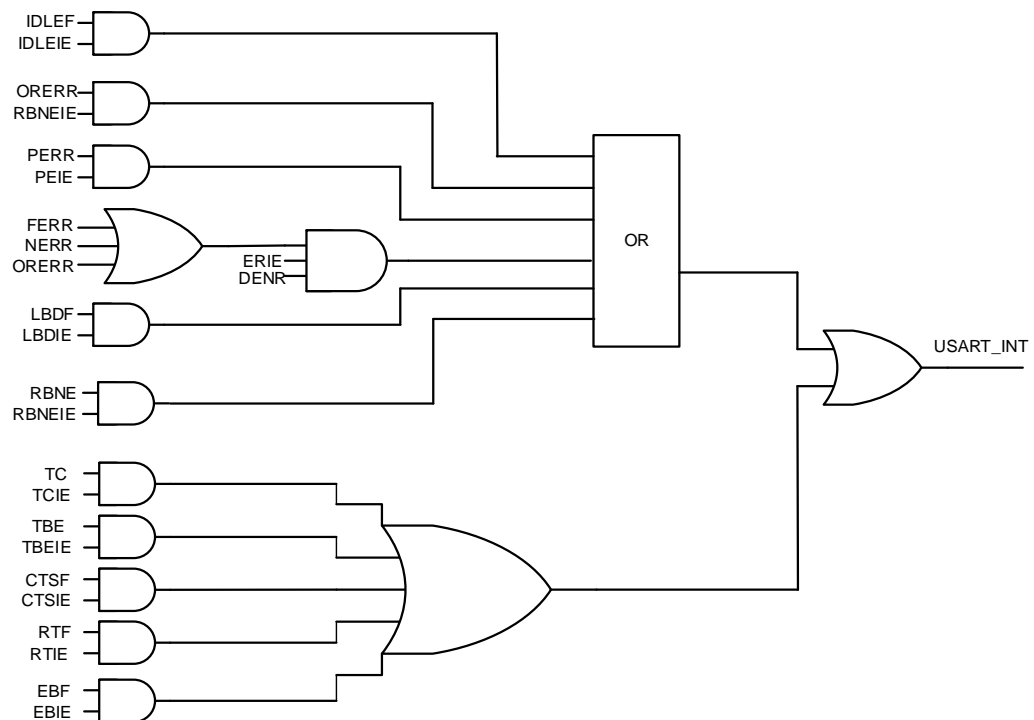 IDLEF
IDLEIE
ORERR
RBNEIE
PERR
PEIE
FERR
NERR
ORERR
ERIE
DENR
LBDF
LBDIE
RBNE
RBNEIE
OR
USART_INT
TC
TCIE
TBE
TBEIE
CTSF
CTSIE
RTF
RTIE
EBF
EBIE